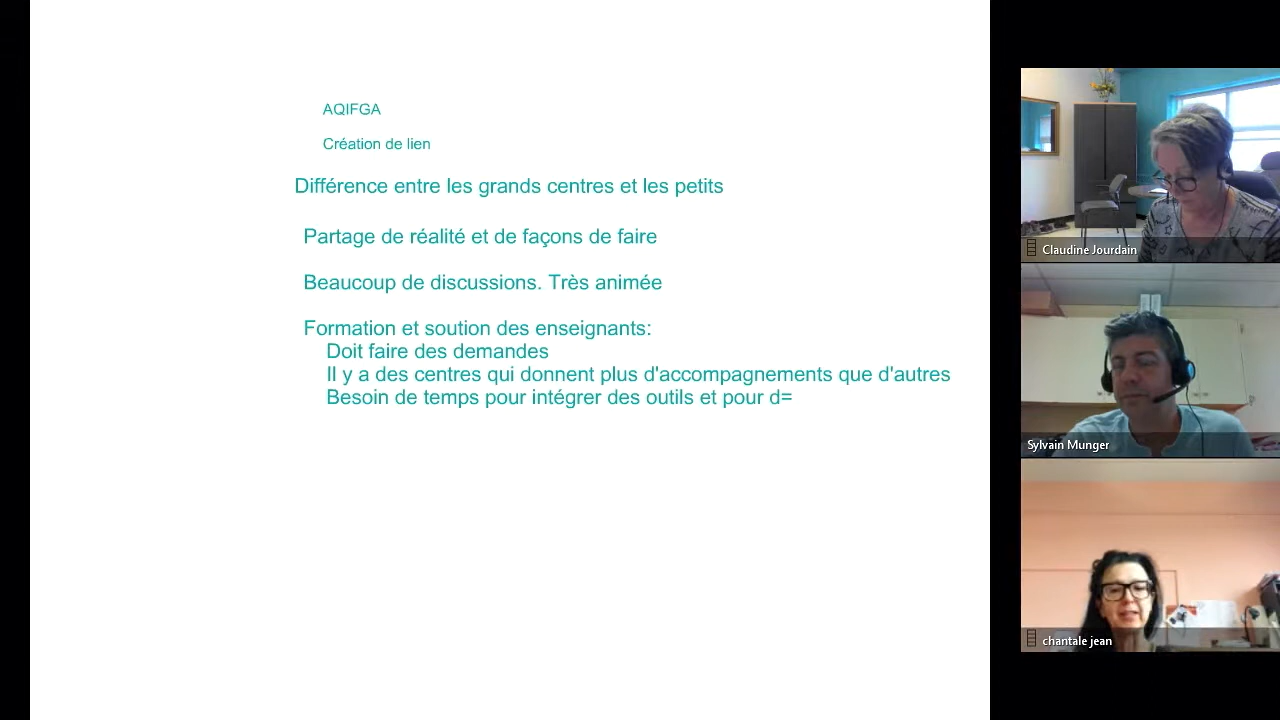 AQIFGA
Création de lien
Différence entre les grands centres et les petits
Partage de réalité et de façons de faire
Beaucoup de discussions. Très animée
Formation et soution des enseignants:
Doit faire des demandes
Il y a des centres qui donnent plus d'accompagnements que d'autres
Besoin de temps pour intégrer des outils et pour d=
Claudine Jourdain
Sylvain Munger
chantale jean